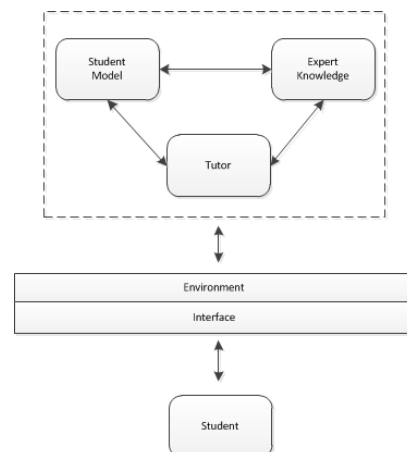 Student
Model
Expert
Knowledge
Tutor
Environment
Interface
Student